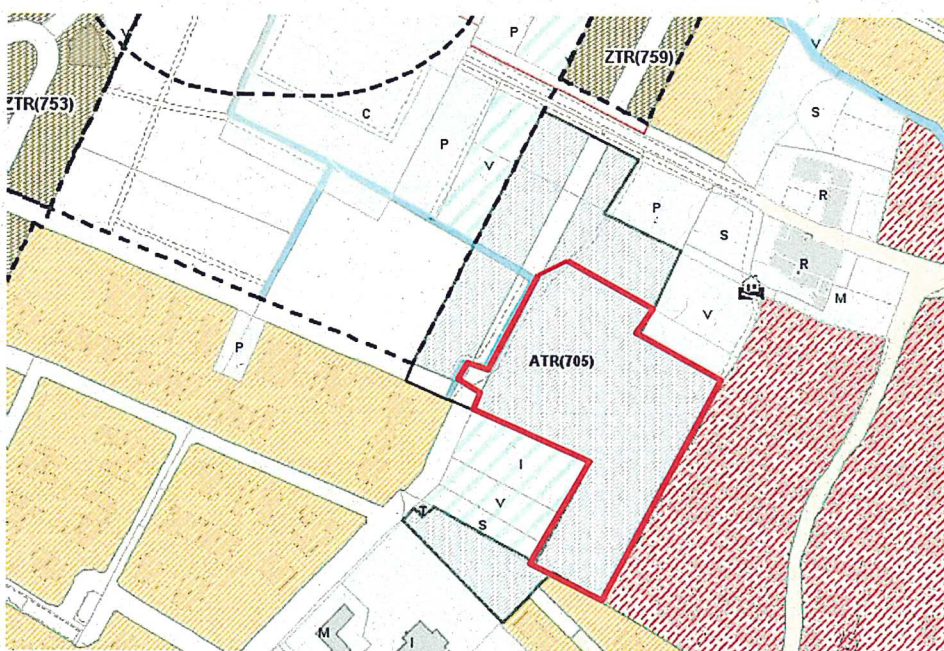 V
P
ZTR(759)
V
ZTR(753)
C
S
P
V
R
P
S
R
M
V
P
ATR(705)
I
V
T
S
M
I